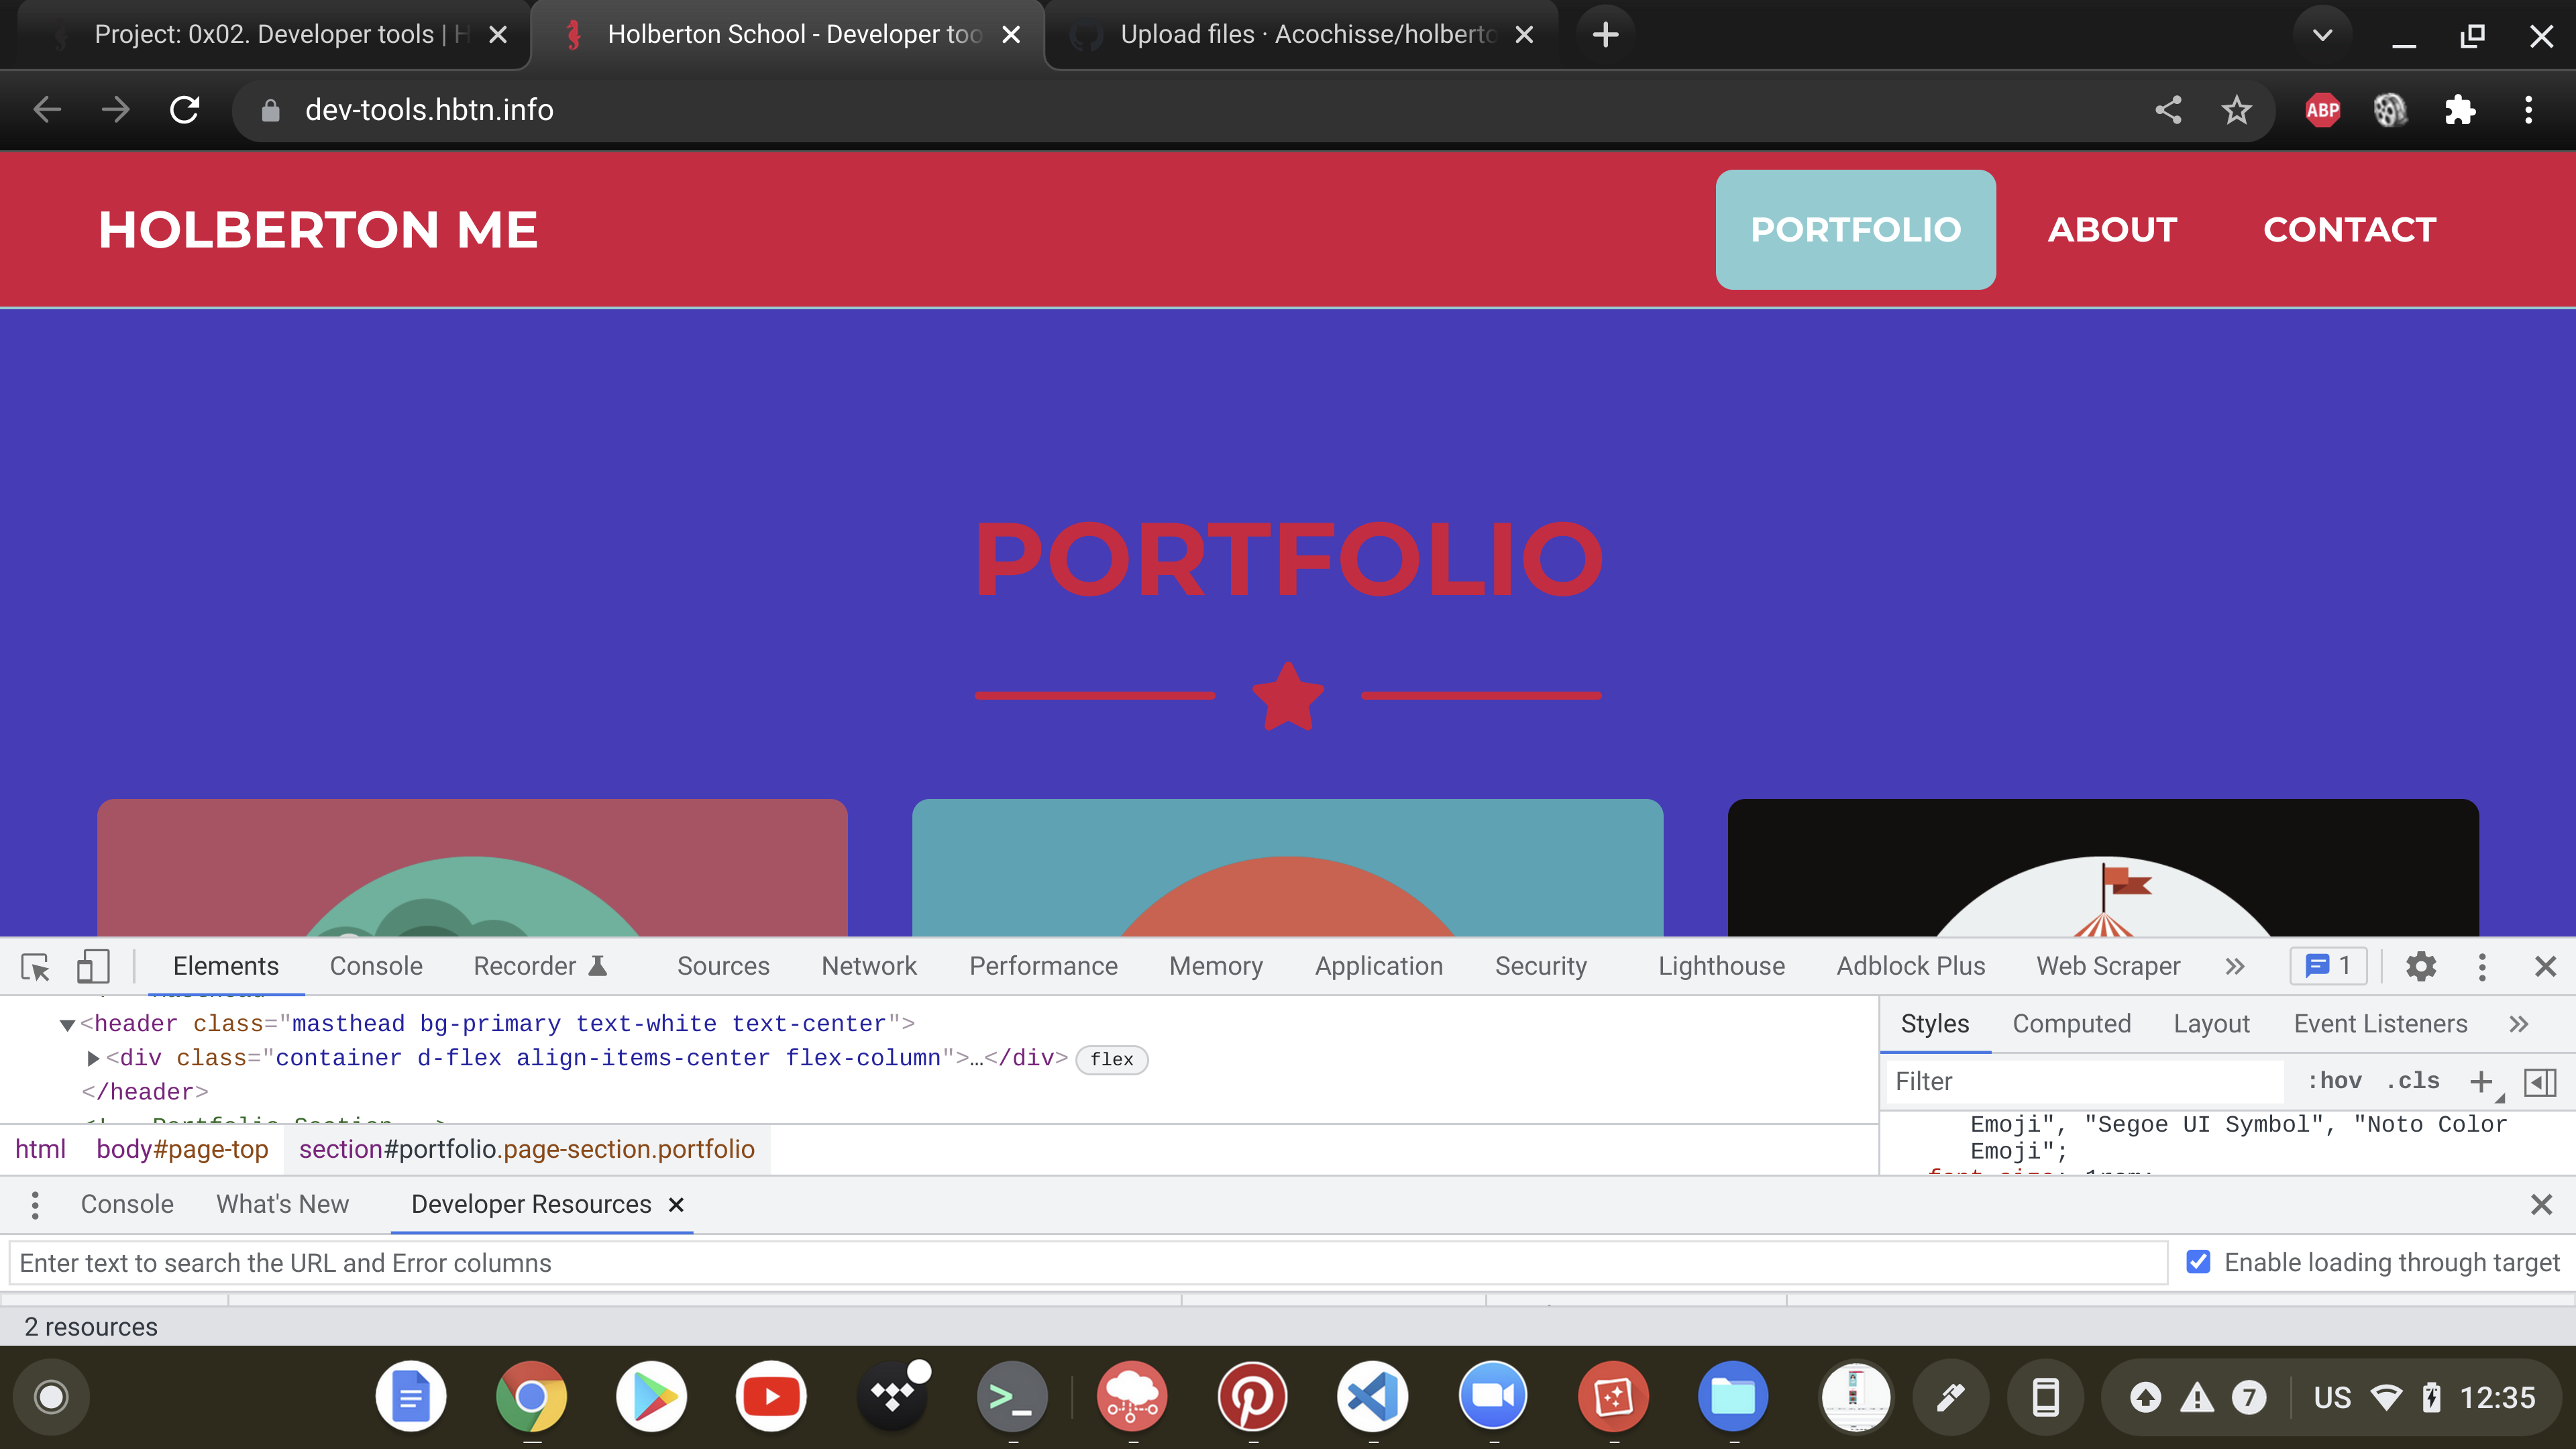 Project: 0x02. Developer tools | H
Holberton School - Developer too
Upload files · Acochisse/holberto
dev-tools.hbtn.info
ABP
HOLBERTON ME
PORTFOLIO
ABOUT
CONTACT
PORTFOLIO
Elements
Console
Recorder
Sources
Network
Performance
Memory
Application
Security
Lighthouse
Adblock Plus
Web Scraper
1
<header class="masthead bg-primary text-white text-center">
<div class="container d-flex align-items-center flex-column">…</div> flex
</header>
<!-- Portfolio Section -->
html
body#page-top
section#portfolio.page-section.portfolio
Styles
Computed
Layout
Event Listeners
Filter
:hov
.cls
Emoji", "Segoe UI Symbol", "Noto Color
Emoji";
font-size: 1rem;
Console
What's New
Developer Resources
Enter text to search the URL and Error columns
Enable loading through target
2 resources
7
US
12:35